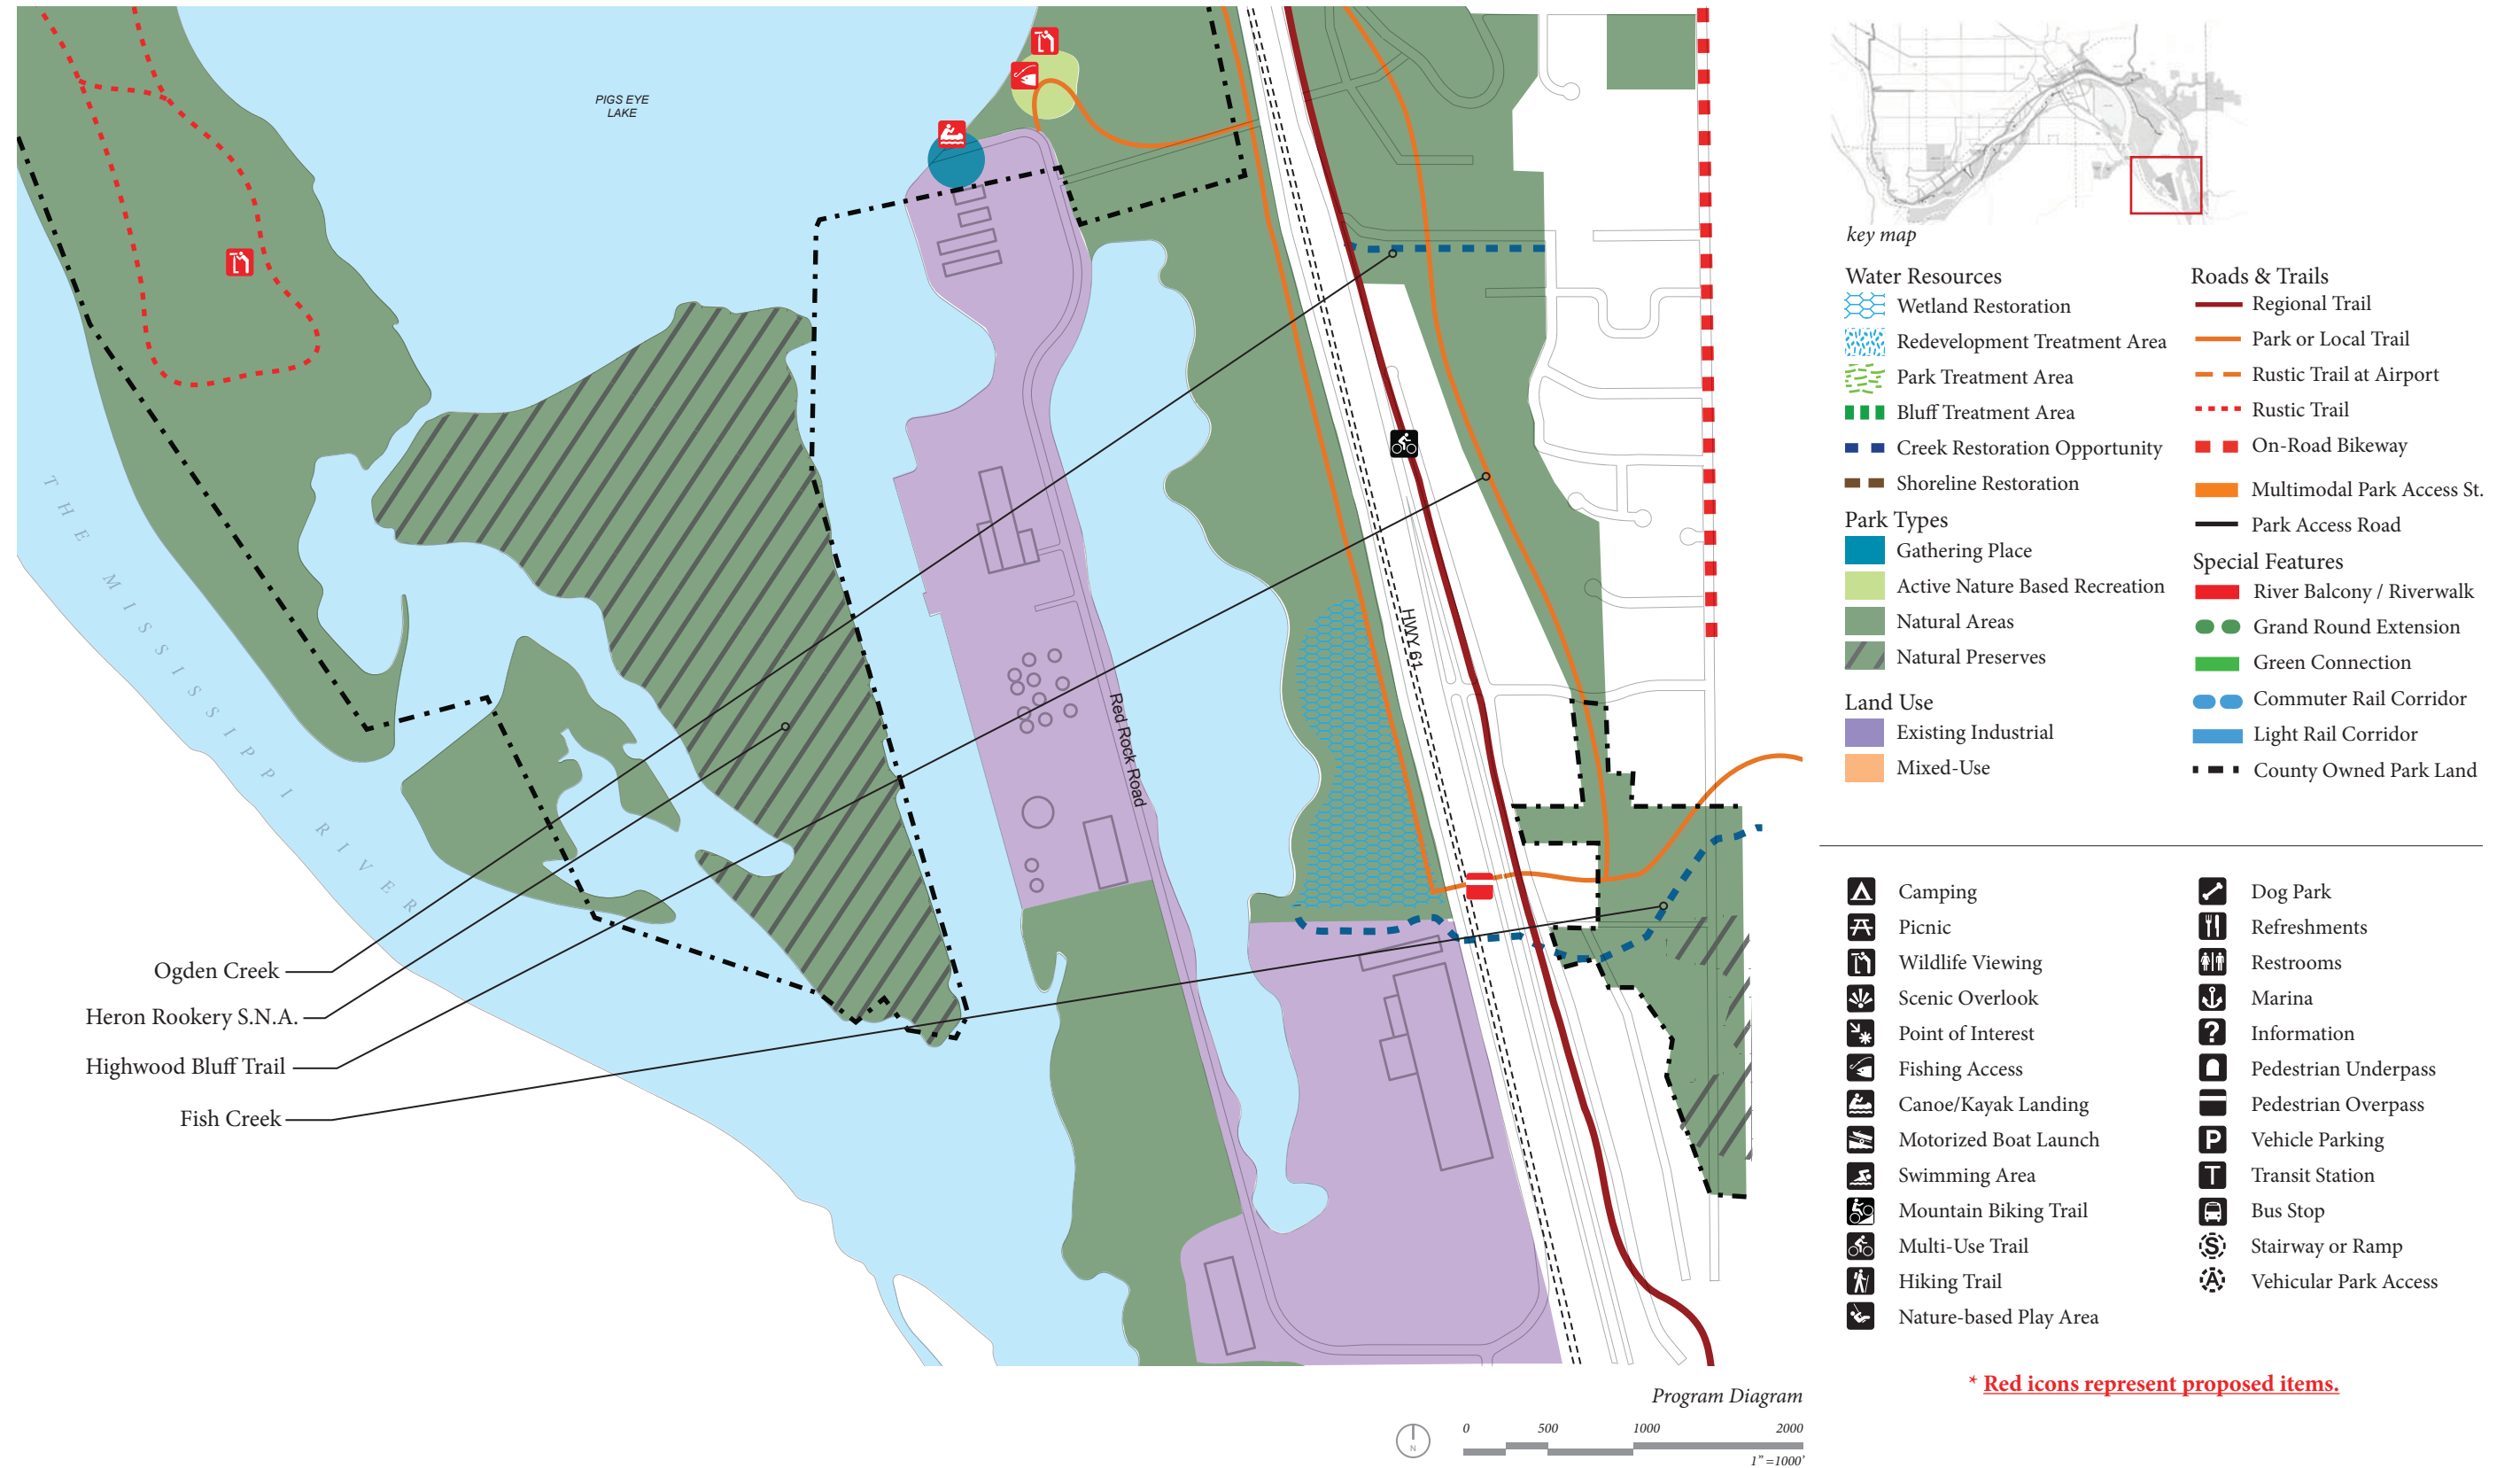 PIGS EYE
LAKE
THE MISSISSIPPI RIVER
HWY 61
Red Rock Road
Ogden Creek
Heron Rookery S.N.A.
Highwood Bluff Trail
Fish Creek
key map
Water Resources
Wetland Restoration
Redevelopment Treatment Area
Park Treatment Area
Bluff Treatment Area
Creek Restoration Opportunity
Shoreline Restoration
Park Types
Gathering Place
Active Nature Based Recreation
Natural Areas
Natural Preserves
Land Use
Existing Industrial
Mixed-Use
Roads & Trails
Regional Trail
Park or Local Trail
Rustic Trail at Airport
Rustic Trail
On-Road Bikeway
Multimodal Park Access St.
Park Access Road
Special Features
River Balcony / Riverwalk
Grand Round Extension
Green Connection
Commuter Rail Corridor
Light Rail Corridor
County Owned Park Land
Camping
Picnic
Wildlife Viewing
Scenic Overlook
Point of Interest
Fishing Access
Canoe/Kayak Landing
Motorized Boat Launch
Swimming Area
Mountain Biking Trail
Multi-Use Trail
Hiking Trail
Nature-based Play Area
Dog Park
Refreshments
Restrooms
Marina
? Information
Pedestrian Underpass
Pedestrian Overpass
P Vehicle Parking
T Transit Station
Bus Stop
S Stairway or Ramp
A Vehicular Park Access
* Red icons represent proposed items.
Program Diagram
N
0 500 1000 2000
1"=1000'